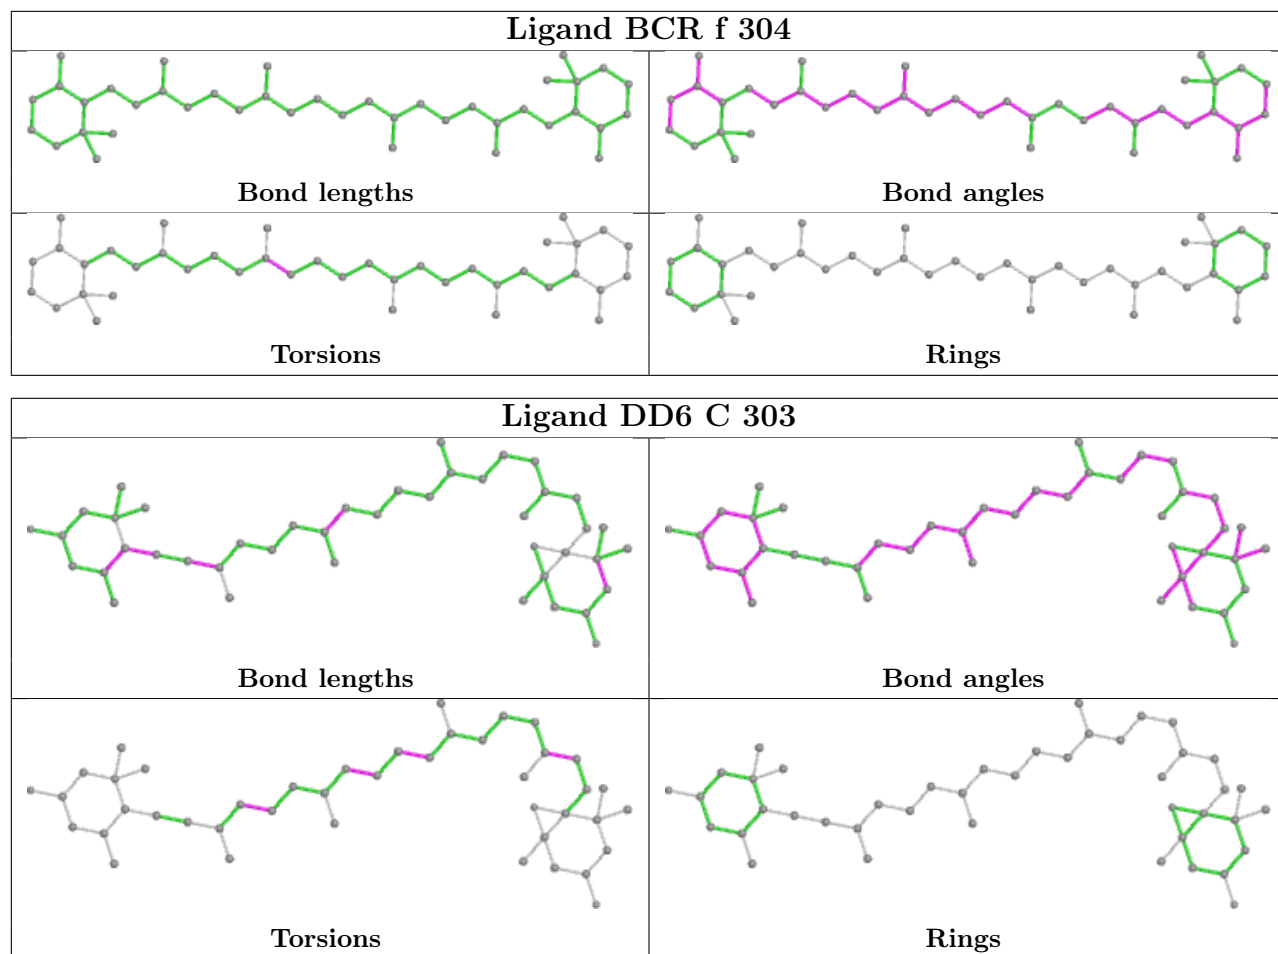 Ligand BCR f 304
Bond lengths
Bond angles
Torsions
Rings
Ligand DD6 C 303
Bond lengths
Bond angles
Torsions
Rings